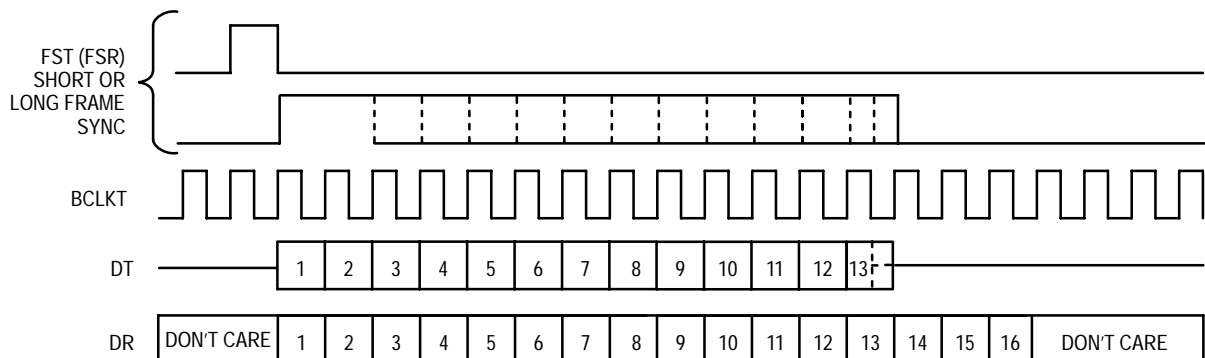 FST (FSR)
SHORT OR
LONG FRAME
SYNC
BCLKT
DT 1 2 3 4 5 6 7 8 9 10 11 12 13
DR DON'T CARE 1 2 3 4 5 6 7 8 9 10 11 12 13 14 15 16 DON'T CARE